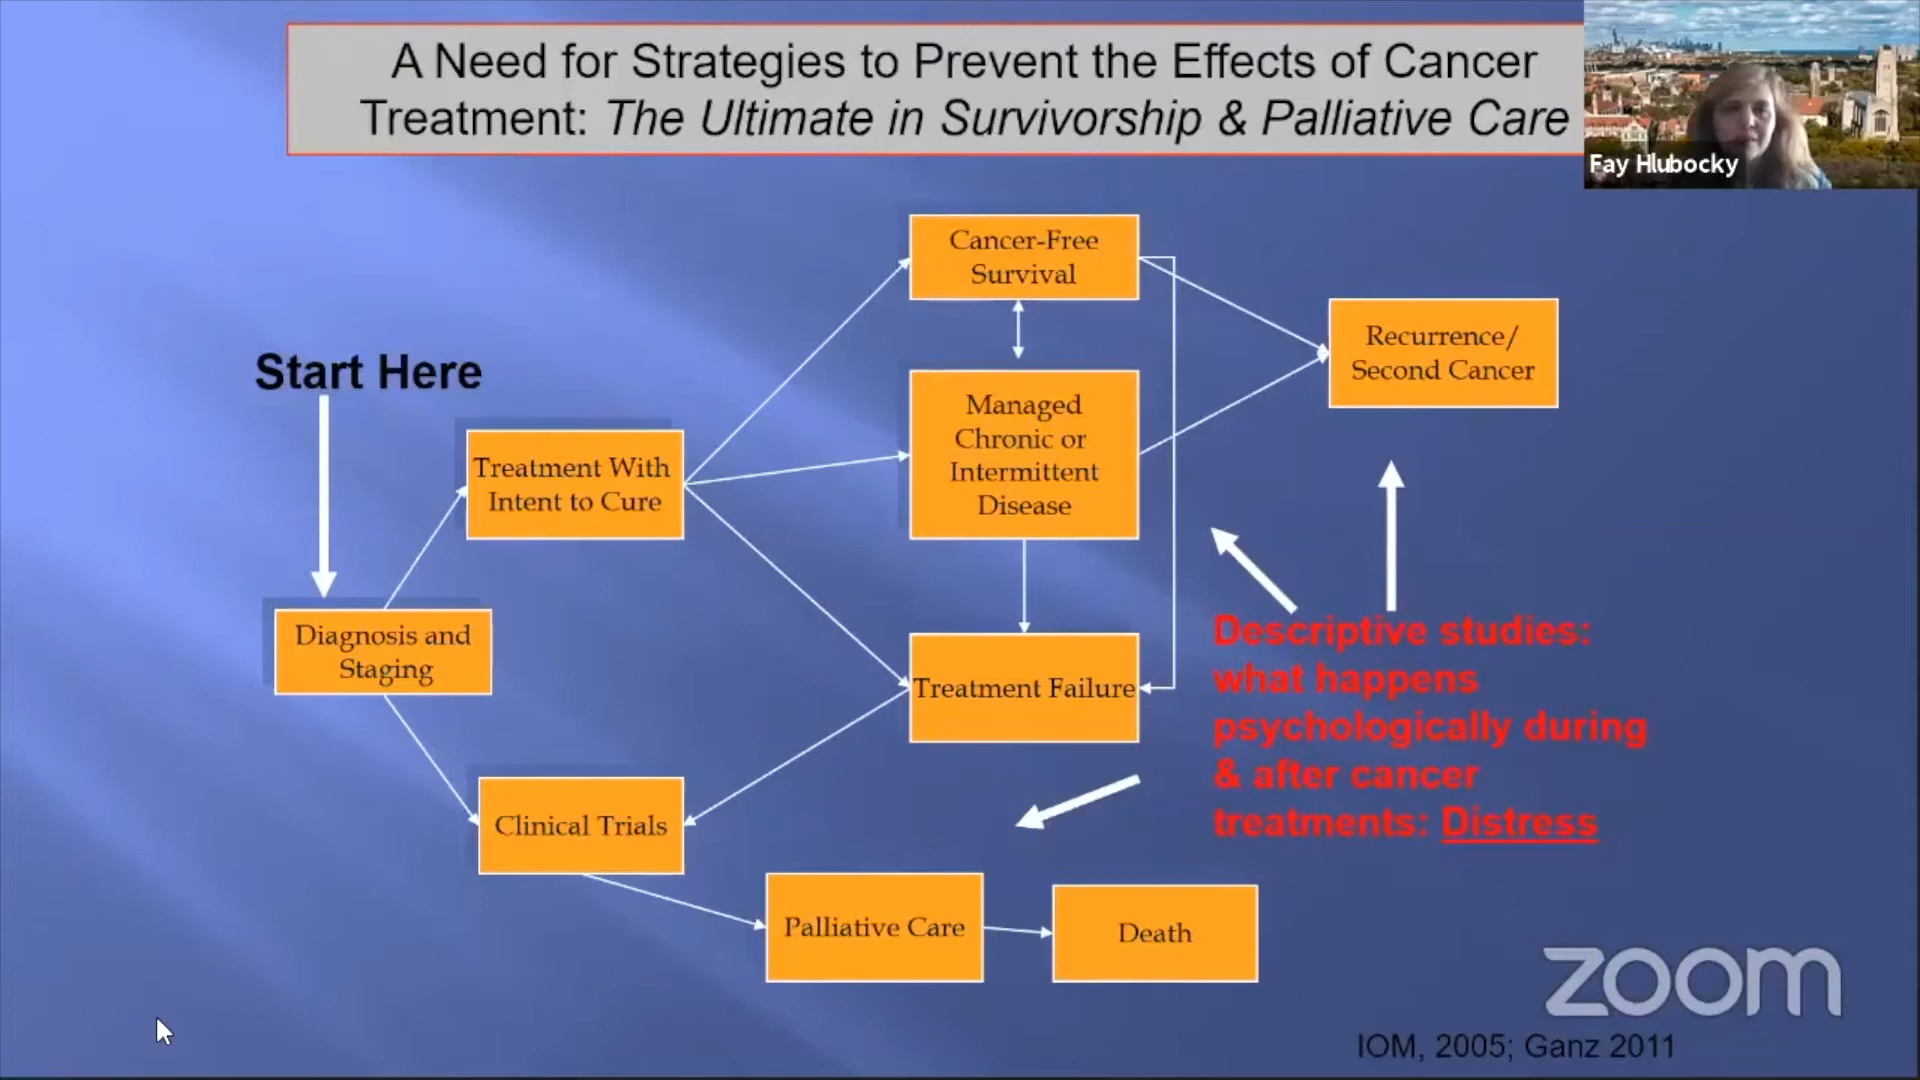 A Need for Strategies to Prevent the Effects of Cancer
Treatment: The Ultimate in Survivorship & Palliative Care
Fay Hlubocky
Cancer-Free
Survival
Recurrence/
Second Cancer
Start Here
Managed
Chronic or
Intermittent
Disease
Treatment With
Intent to Cure
Diagnosis and
Staging
Treatment Failure
Descriptive studies:
what happens
psychologically during
& after cancer
treatments: Distress
Clinical Trials
Palliative Care
Death
zoom
IOM, 2005; Ganz 2011